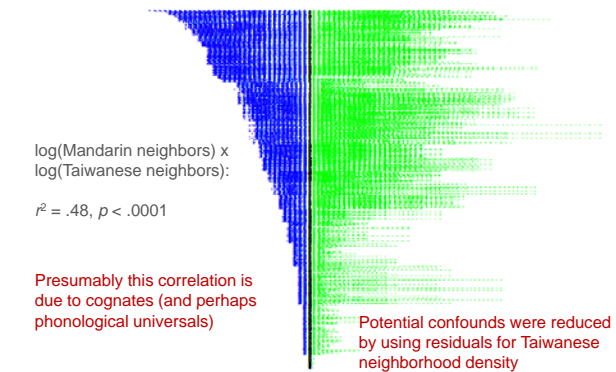 log(Mandarin neighbors) x
log(Taiwanese neighbors):
r² = .48, p < .0001
Presumably this correlation is
due to cognates (and perhaps
phonological universals)
Potential confounds were reduced
by using residuals for Taiwanese
neighborhood density